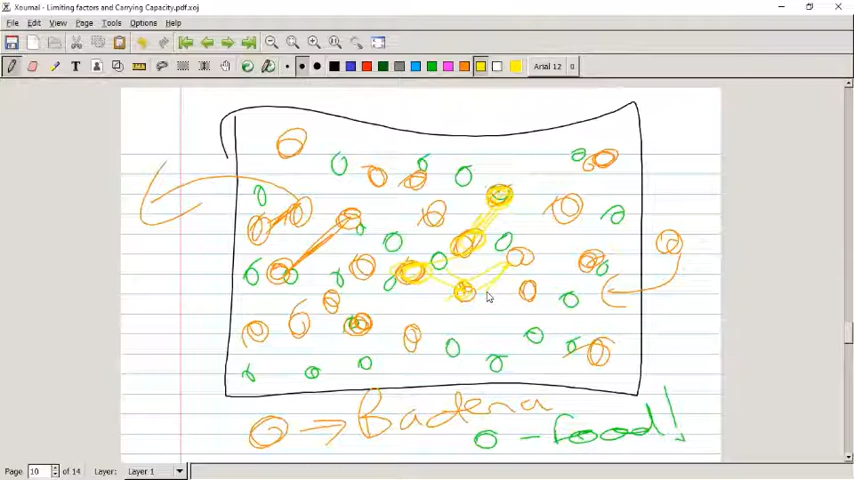 Xournal - Limiting factors and Carrying Capacity.pdf.xoj
File Edit View Page Tools Options Help
Arial 12
Bacteria
- food!
Page 10 of 14 Layer: Layer 1